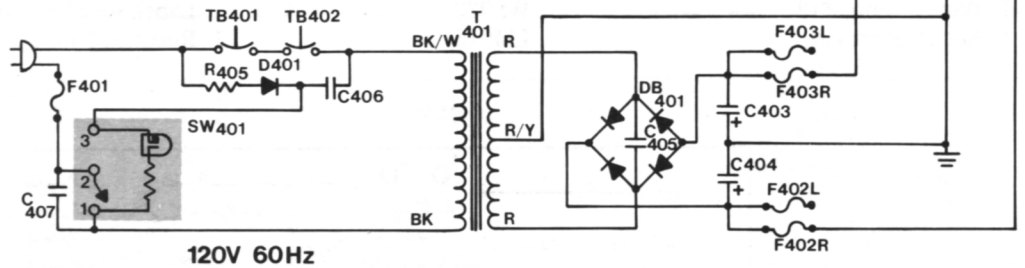 TB401
TB402
T
401
BK/W
R
F403L
R405
D401
DB
401
F401
C406
F403R
C403
+
SW401
3
R/Y
C
405
2
C404
+
F402L
C
407
1
BK
R
F402R
120V 60Hz